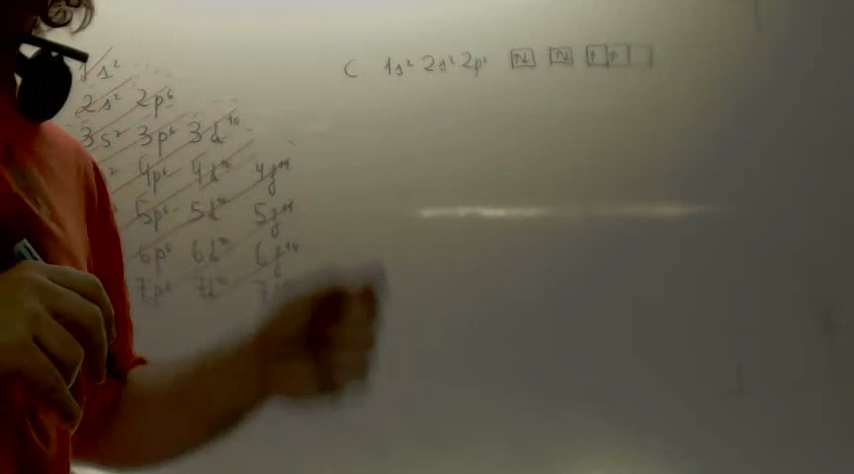 1s²
C 1s² 2s² 2p² ↑↓ ↑↓ ↑ ↑
2s² 2p⁶
3s² 3p⁶ 3d¹⁰
² 4p⁶ 4d¹⁰ 4f¹⁴
5p⁶ 5d¹⁰ 5f¹⁴
6p⁶ 6d¹⁰ 6f¹⁴
7p⁶ 7d¹⁰